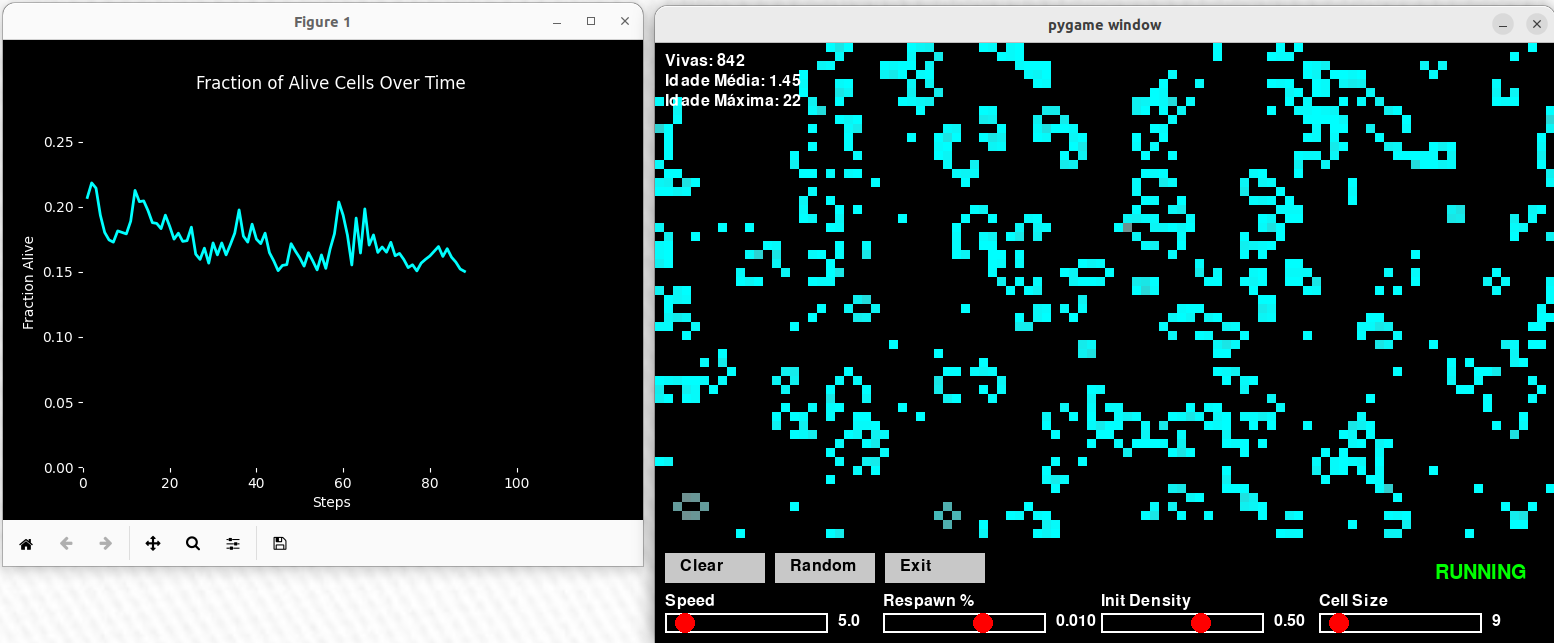 Figure 1
Fraction of Alive Cells Over Time
0.25
0.20
0.15
0.10
0.05
0.00
Fraction Alive
0 20 40 60 80 100
Steps
pygame window
Vivas: 842
Idade Média: 1.45
Idade Máxima: 22
Clear Random Exit
RUNNING
Speed Respawn % Init Density Cell Size
5.0 0.010 0.50 9